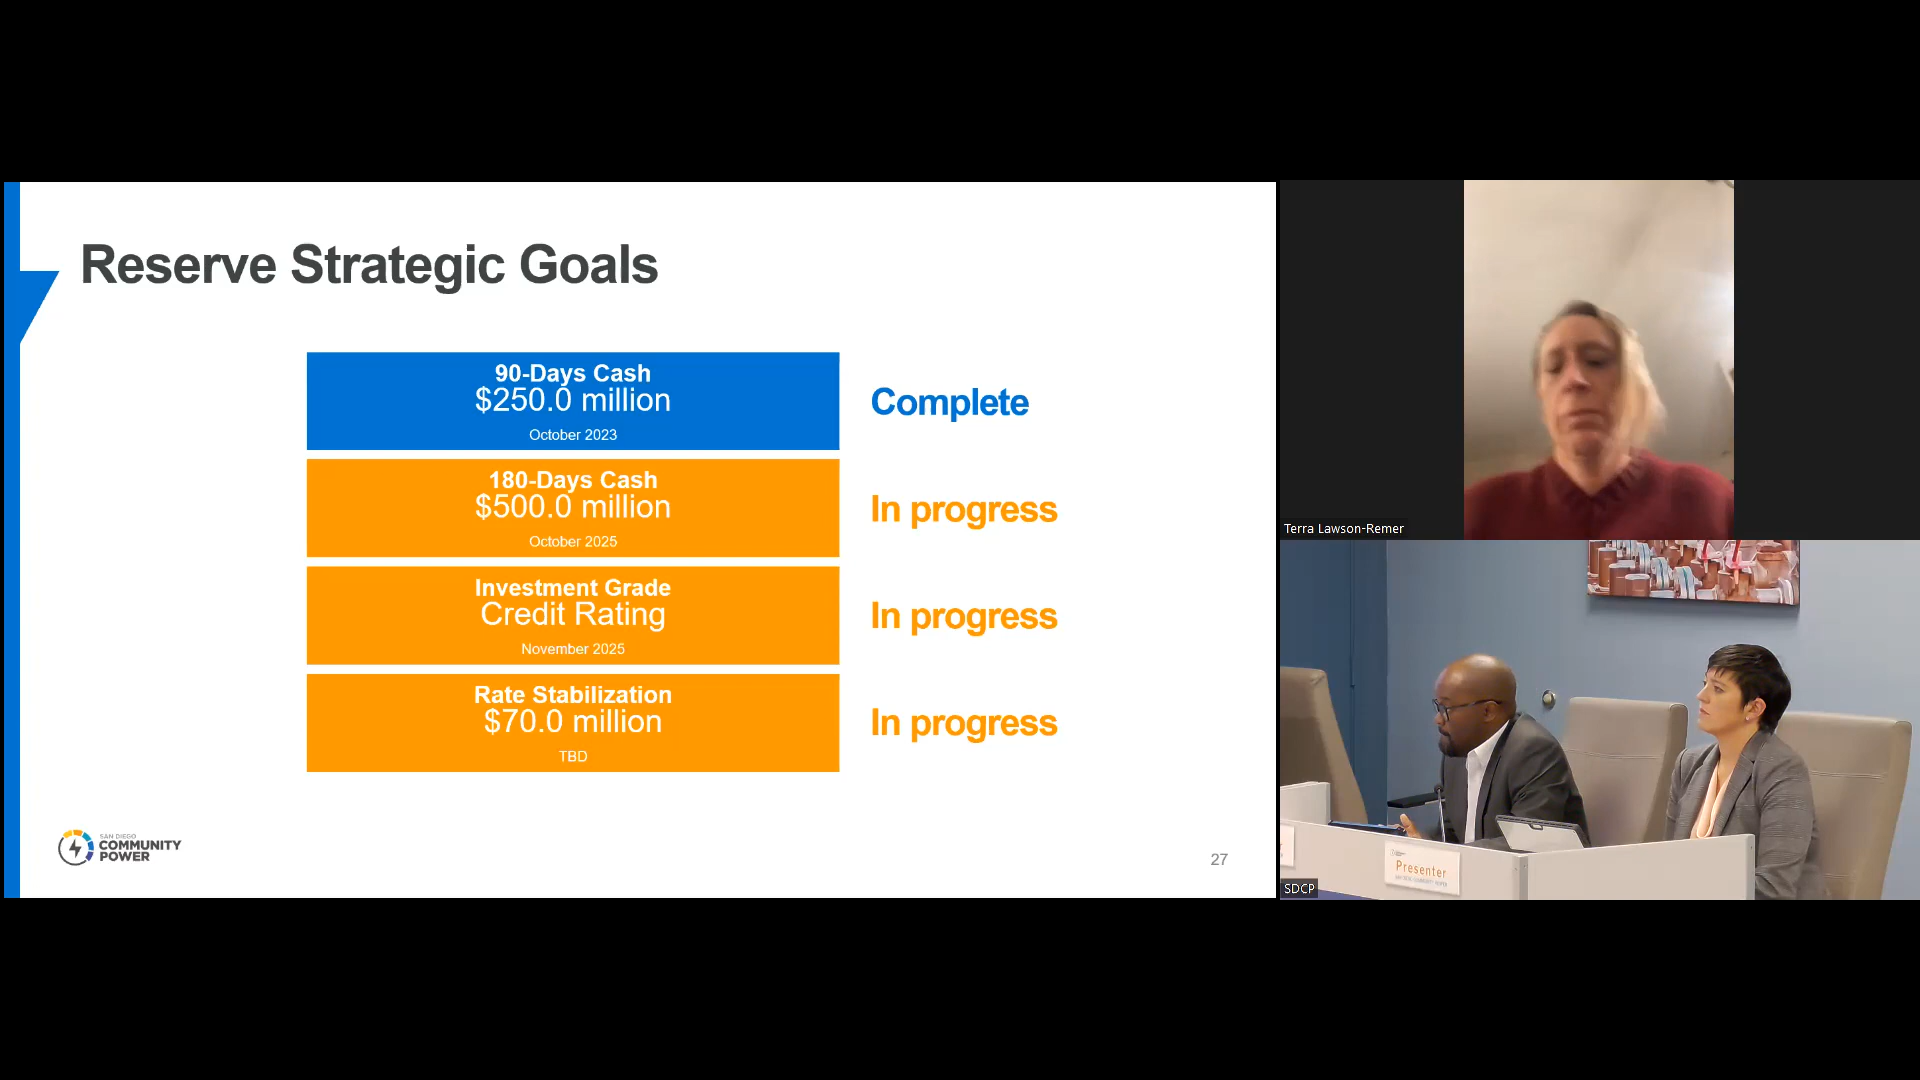 Reserve Strategic Goals
90-Days Cash
$250.0 million
October 2023
Complete
180-Days Cash
$500.0 million
October 2025
In progress
Investment Grade
Credit Rating
November 2025
In progress
Rate Stabilization
$70.0 million
TBD
In progress
SAN DIEGO
COMMUNITY
POWER
27
Terra Lawson-Remer
Presenter
SDCP